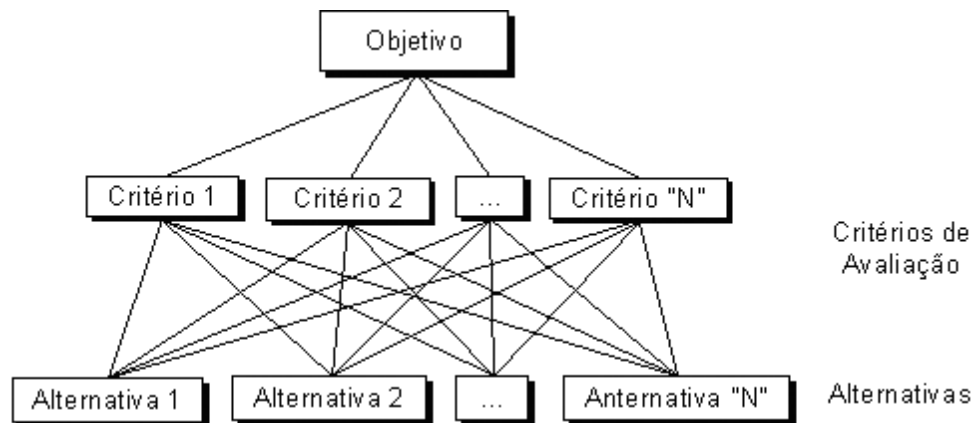 Objetivo
Critério 1
Critério 2
...
Critério "N"
Critérios de
Avaliação
Alternativa 1
Alternativa 2
...
Anternativa "N"
Alternativas